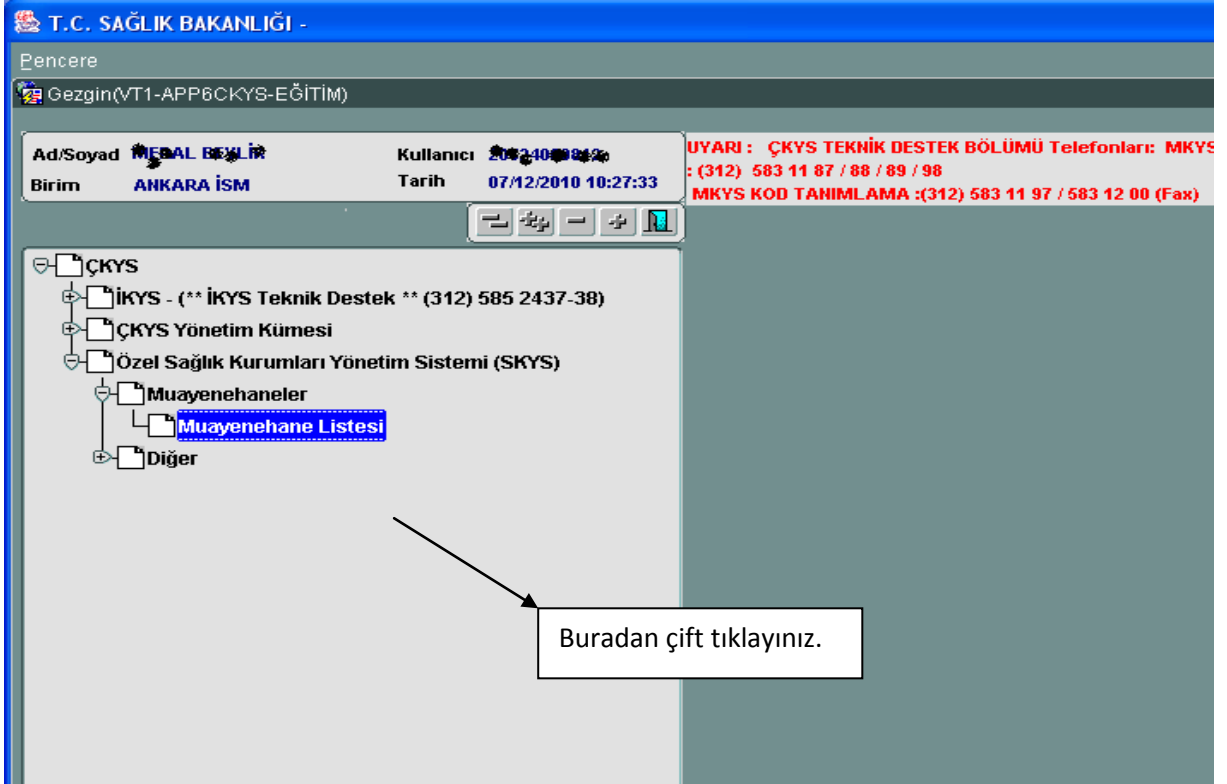 T.C. SAĞLIK BAKANLIĞI -
Pencere
Gezgin(VT1-APP6CKYS-EĞİTİM)
Ad/Soyad Kullanıcı
Birim ANKARA İSM Tarih 07/12/2010 10:27:33
UYARI : ÇKYS TEKNİK DESTEK BÖLÜMÜ Telefonları: MKYS
: (312) 583 11 87 / 88 / 89 / 98
MKYS KOD TANIMLAMA :(312) 583 11 97 / 583 12 00 (Fax)
ÇKYS
İKYS - (** İKYS Teknik Destek ** (312) 585 2437-38)
ÇKYS Yönetim Kümesi
Özel Sağlık Kurumları Yönetim Sistemi (SKYS)
Muayenehaneler
Muayenehane Listesi
Diğer
Buradan çift tıklayınız.